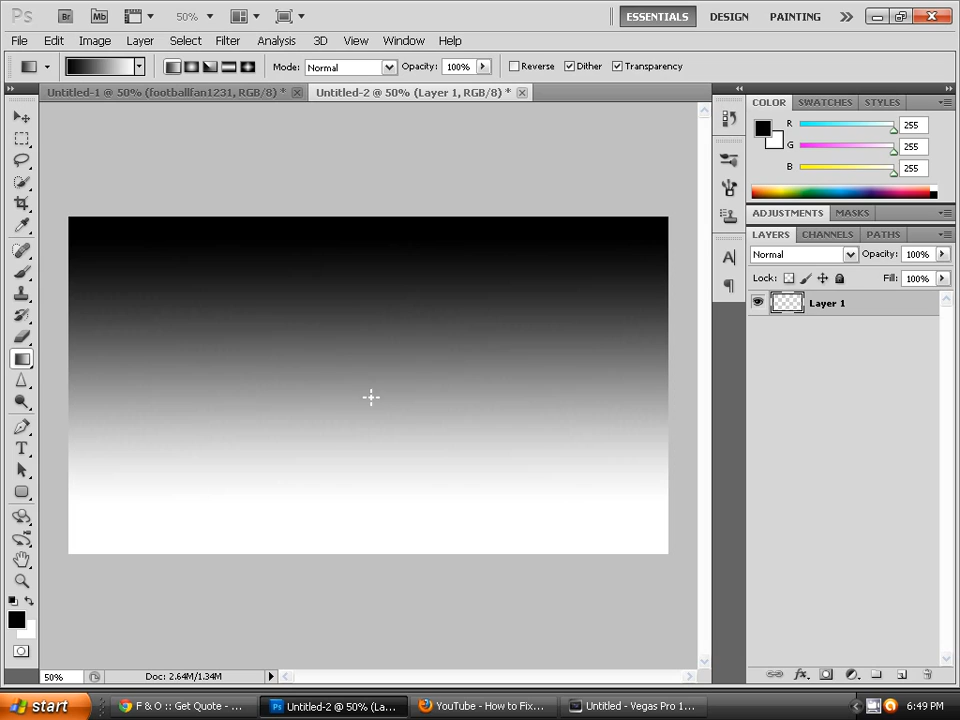 Ps Br Mb 50% ESSENTIALS DESIGN PAINTING
File Edit Image Layer Select Filter Analysis 3D View Window Help
Mode: Normal Opacity: 100% Reverse Dither Transparency
Untitled-1 @ 50% (footballfan1231, RGB/8) * Untitled-2 @ 50% (Layer 1, RGB/8) *
COLOR SWATCHES STYLES
R 255
G 255
B 255
ADJUSTMENTS MASKS
LAYERS CHANNELS PATHS
Normal Opacity: 100%
Lock: Fill: 100%
Layer 1
50% Doc: 2.64M/1.34M
start F & O :: Get Quote - ... Untitled-2 @ 50% (La... YouTube - How to Fix... Untitled - Vegas Pro 1... 6:49 PM